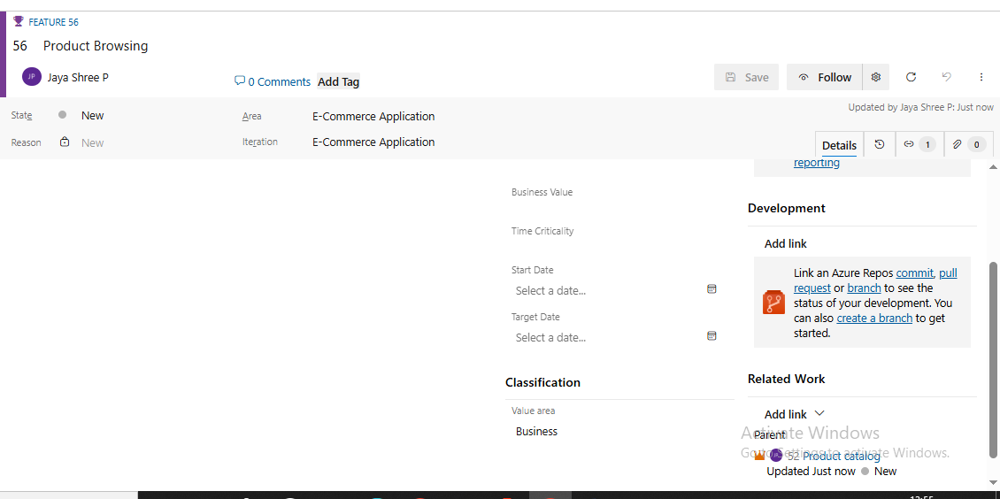 FEATURE 56
56 Product Browsing
JP Jaya Shree P
0 Comments Add Tag
Save Follow
State New Area E-Commerce Application
Updated by Jaya Shree P: Just now
Reason New Iteration E-Commerce Application
Details 1 0
reporting
Business Value
Time Criticality
Start Date
Select a date...
Target Date
Select a date...
Classification
Value area
Business
Development
Add link
Link an Azure Repos commit, pull
request or branch to see the
status of your development. You
can also create a branch to get
started.
Related Work
Add link
Activate Windows
Parent
Go to Settings to activate Windows.
52 Product catalog
Updated Just now New